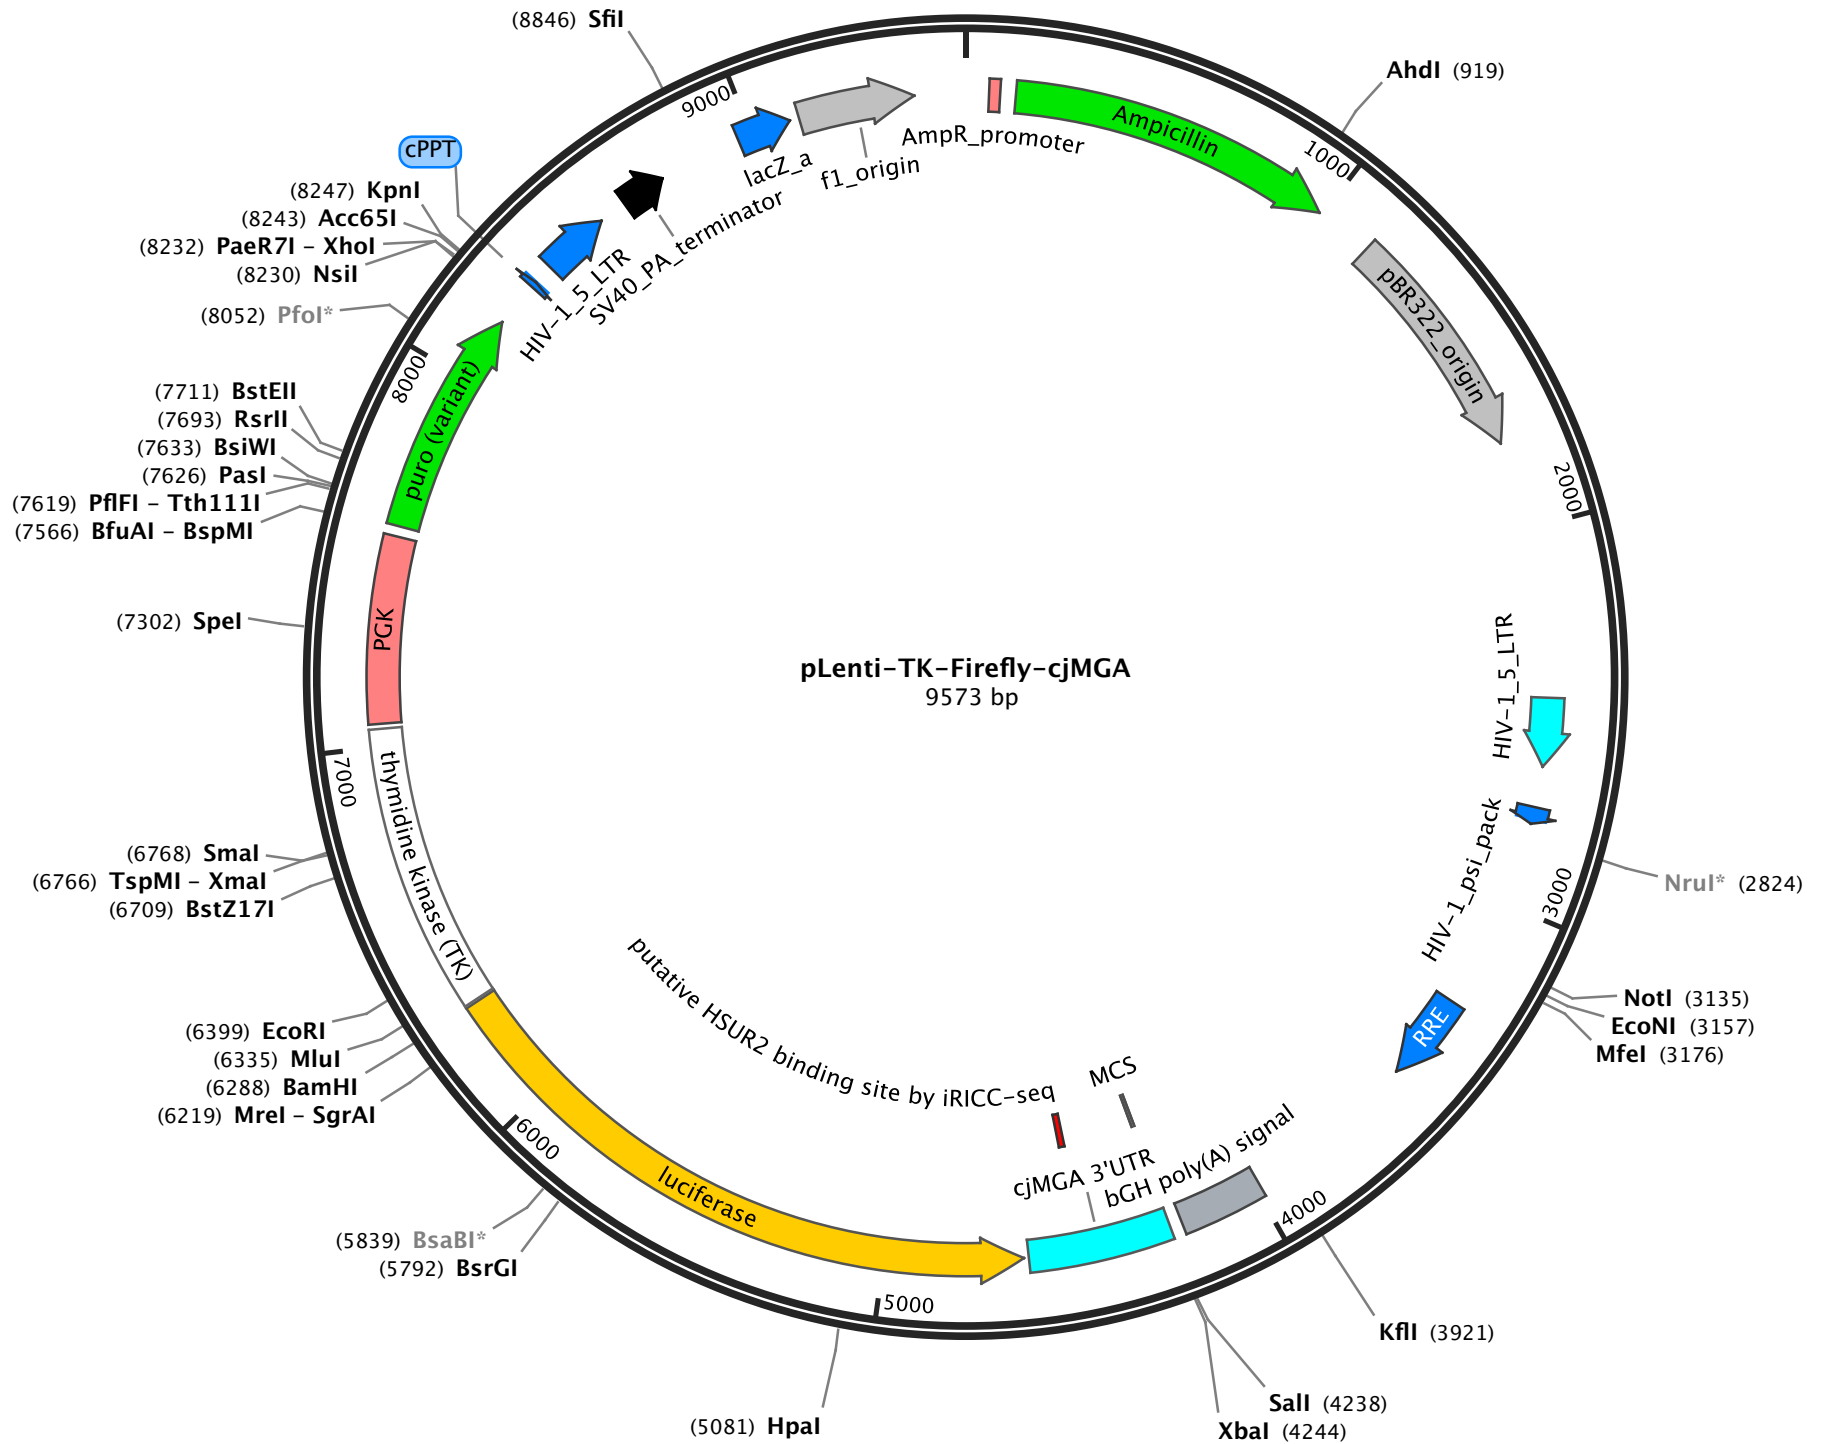 (8846) SfiI
9000
AhdI (919)
cPPT
lacZ_a
f1_origin
AmpR_promoter
Ampicillin
1000
(8247) KpnI
(8243) Acc65I
(8232) PaeR7I – XhoI
(8230) NsiI
(8052) PfoI*
HIV-1_5_LTR
SV40_PA_terminator
pBR322_origin
8000
puro (variant)
(7711) BstEII
(7693) RsrII
(7633) BsiWI
(7626) PasI
(7619) PflFI – Tth111I
(7566) BfuAI – BspMI
2000
PGK
(7302) SpeI
pLenti-TK-Firefly-cjMGA
9573 bp
HIV-1_5_LTR
7000
thymidine kinase (TK)
HIV-1_psi_pack
(6768) SmaI
(6766) TspMI – XmaI
(6709) BstZ17I
NruI* (2824)
3000
NotI (3135)
EcoNI (3157)
MfeI (3176)
RRE
putative HSUR2 binding site by iRICC-seq
MCS
(6399) EcoRI
(6335) MluI
(6288) BamHI
(6219) MreI – SgrAI
6000
luciferase
cjMGA 3'UTR
bGH poly(A) signal
4000
(5839) BsaBI*
(5792) BsrGI
5000
KflI (3921)
(5081) HpaI
SalI (4238)
XbaI (4244)